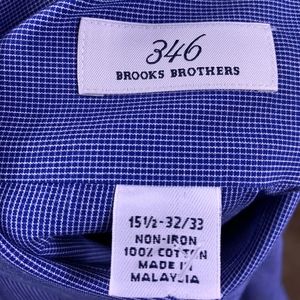 346
BROOKS BROTHERS
15½-32/33
NON-IRON
100% COTTON
MADE IN
MALAYSIA